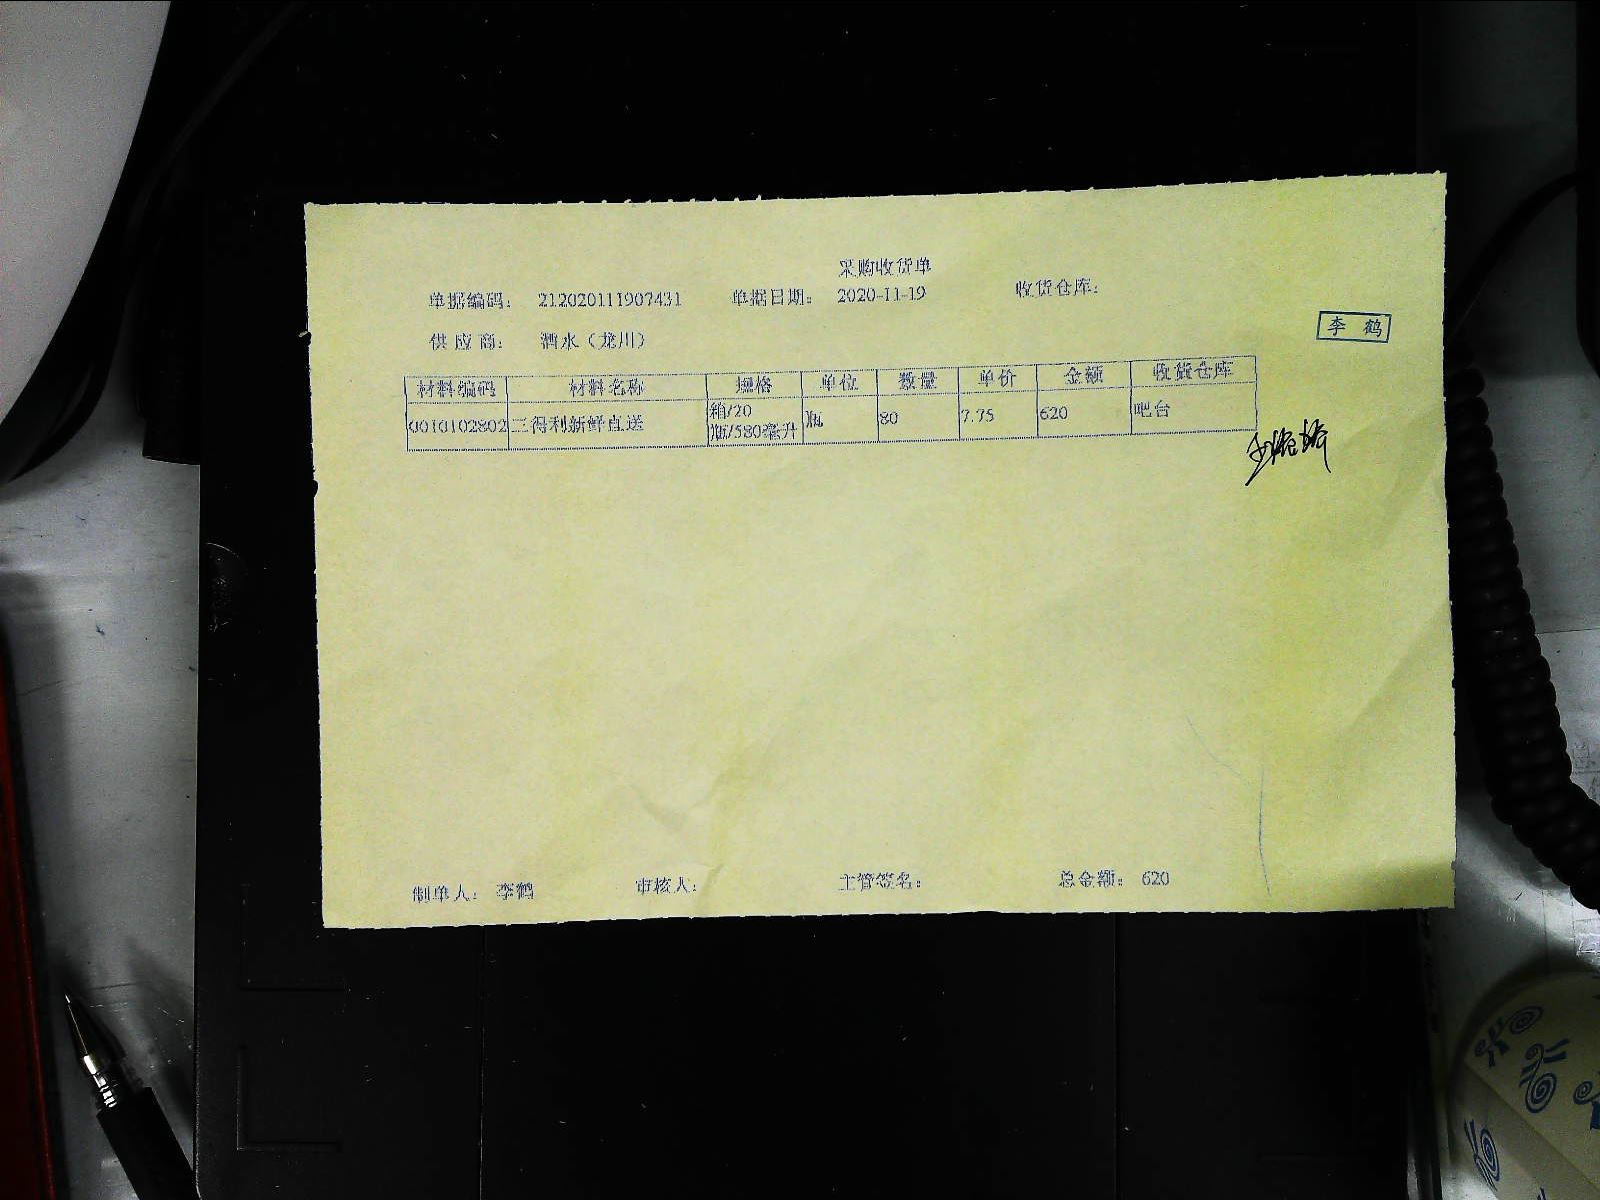 采购收货单
单据编码： 212020111907431 单据日期： 2020-11-19 收货仓库：
供应商： 酒水（龙川）
李鹤
材料编码 材料名称 规格 单位 数量 单价 金额 收货仓库
0010102802 三得利新鲜直送 箱/20瓶/580毫升 瓶 80 7.75 620 吧台
制单人： 李鹤 审核人： 主管签名： 总金额： 620